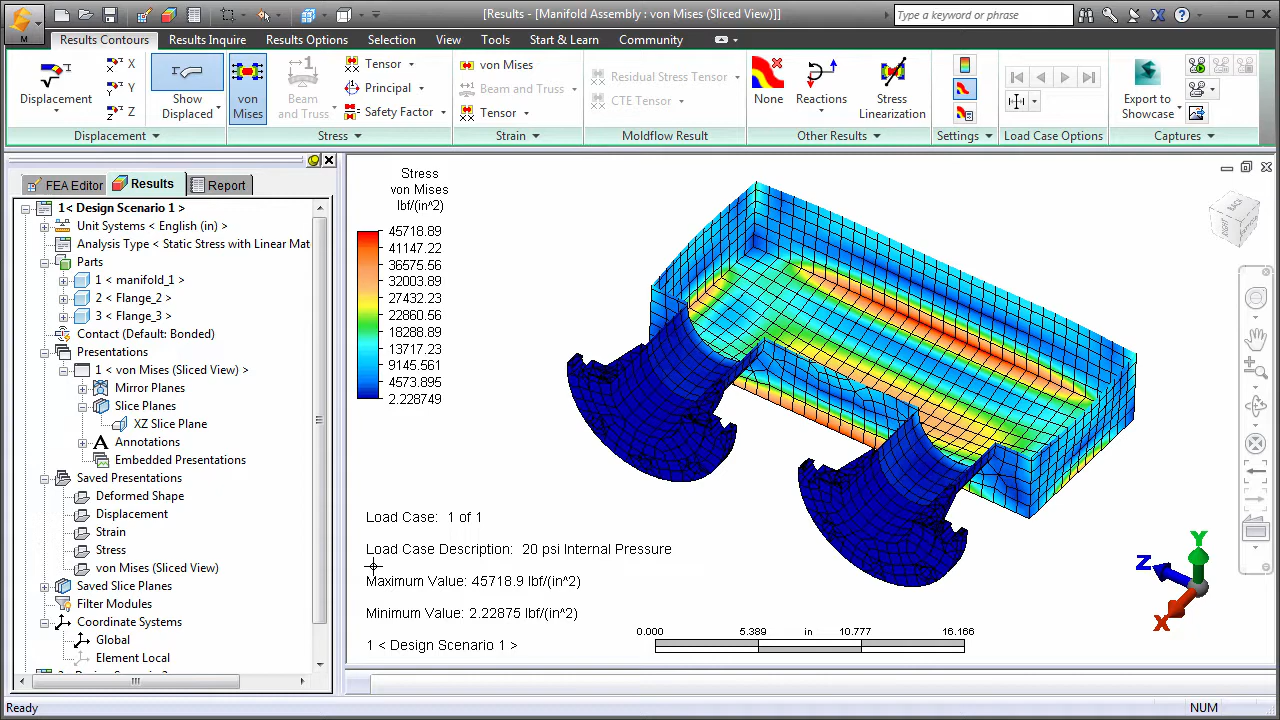 [Results - [Manifold Assembly : von Mises (Sliced View)]]
Type a keyword or phrase
M
Results Contours
Results Inquire
Results Options
Selection
View
Tools
Start & Learn
Community
Displacement
X
Y
Z
Show
Displaced
Displacement
von
Mises
Beam
and Truss
Tensor
Principal
Safety Factor
Stress
von Mises
Beam and Truss
Tensor
Strain
Residual Stress Tensor
CTE Tensor
Moldflow Result
None
Reactions
Stress
Linearization
Other Results
Settings
Load Case Options
Export to
Showcase
Captures
FEA Editor
Results
Report
1 < Design Scenario 1 >
Unit Systems < English (in) >
Analysis Type < Static Stress with Linear Mat
Parts
1 < manifold_1 >
2 < Flange_2 >
3 < Flange_3 >
Contact (Default: Bonded)
Presentations
1 < von Mises (Sliced View) >
Mirror Planes
Slice Planes
XZ Slice Plane
Annotations
Embedded Presentations
Saved Presentations
Deformed Shape
Displacement
Strain
Stress
von Mises (Sliced View)
Saved Slice Planes
Filter Modules
Coordinate Systems
Global
Element Local
Stress
von Mises
lbf/(in^2)
45718.89
41147.22
36575.56
32003.89
27432.23
22860.56
18288.89
13717.23
9145.561
4573.895
2.228749
BACK
RIGHT
Load Case: 1 of 1
Load Case Description: 20 psi Internal Pressure
Maximum Value: 45718.9 lbf/(in^2)
Minimum Value: 2.22875 lbf/(in^2)
1 < Design Scenario 1 >
0.000 5.389 in 10.777 16.166
Y
Z
X
Ready
NUM